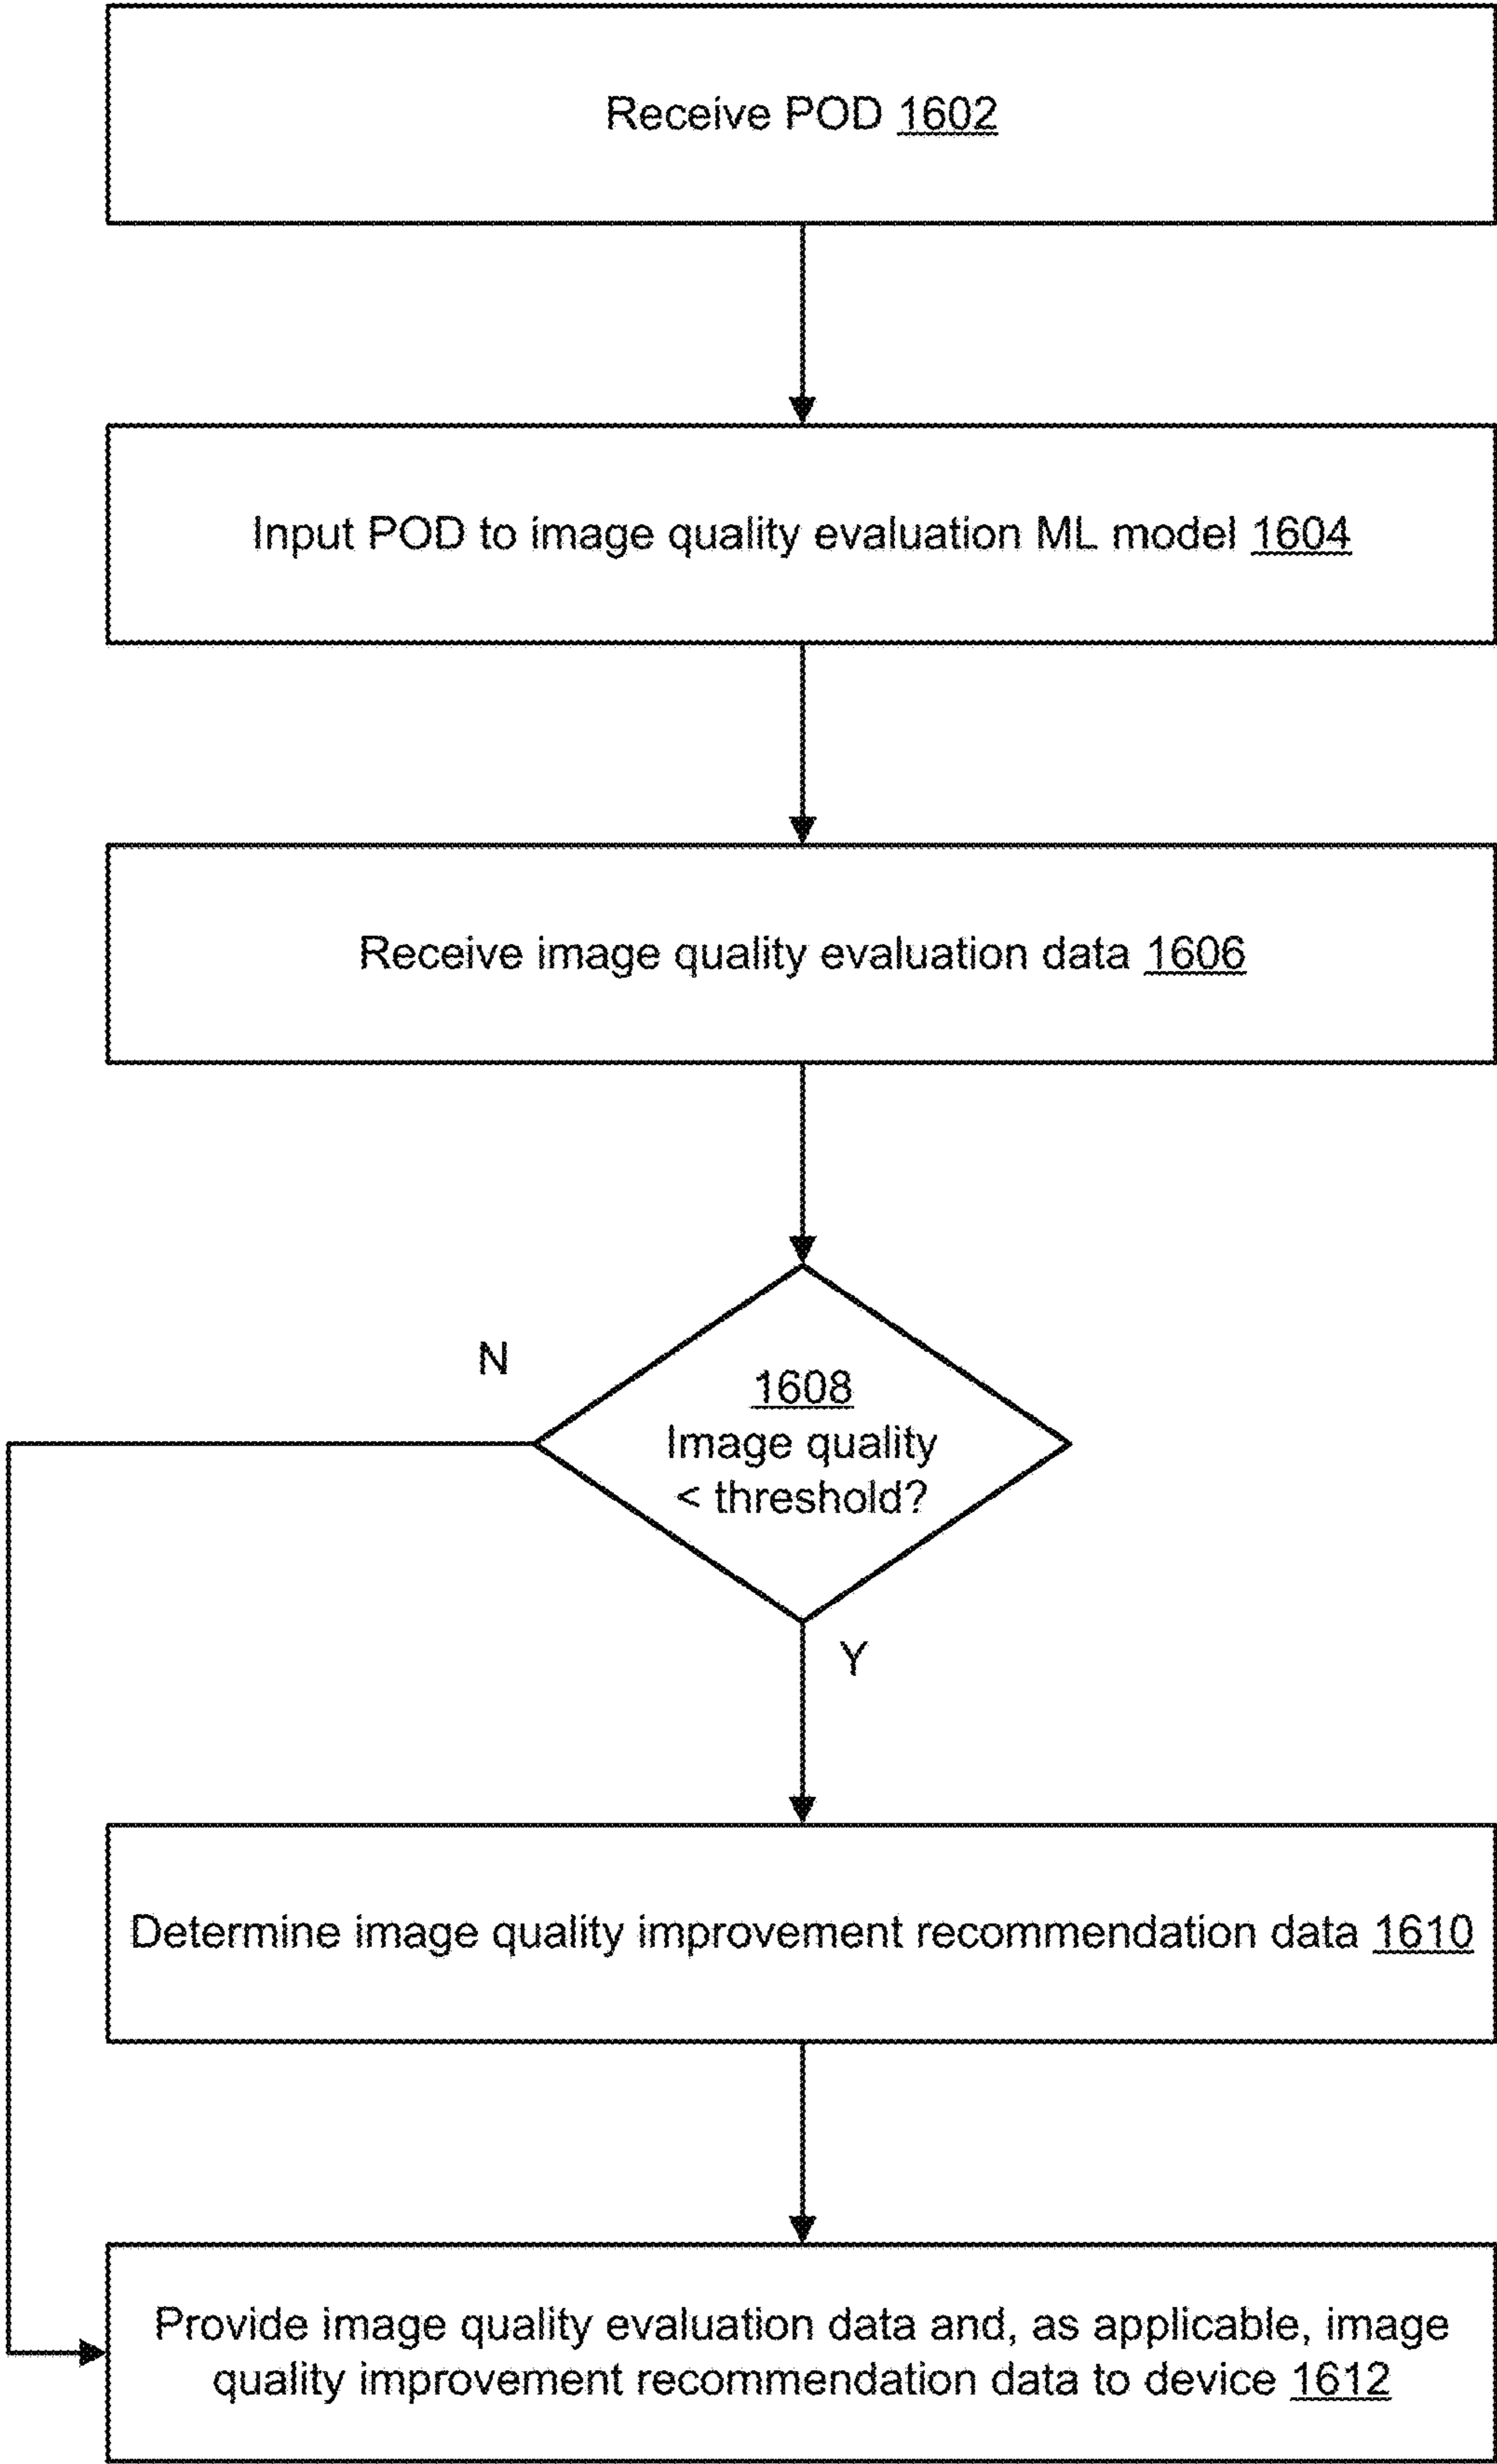 Receive POD 1602
Input POD to image quality evaluation ML model 1604
Receive image quality evaluation data 1606
N
1608
Image quality
< threshold?
Y
Determine image quality improvement recommendation data 1610
Provide image quality evaluation data and, as applicable, image
quality improvement recommendation data to device 1612